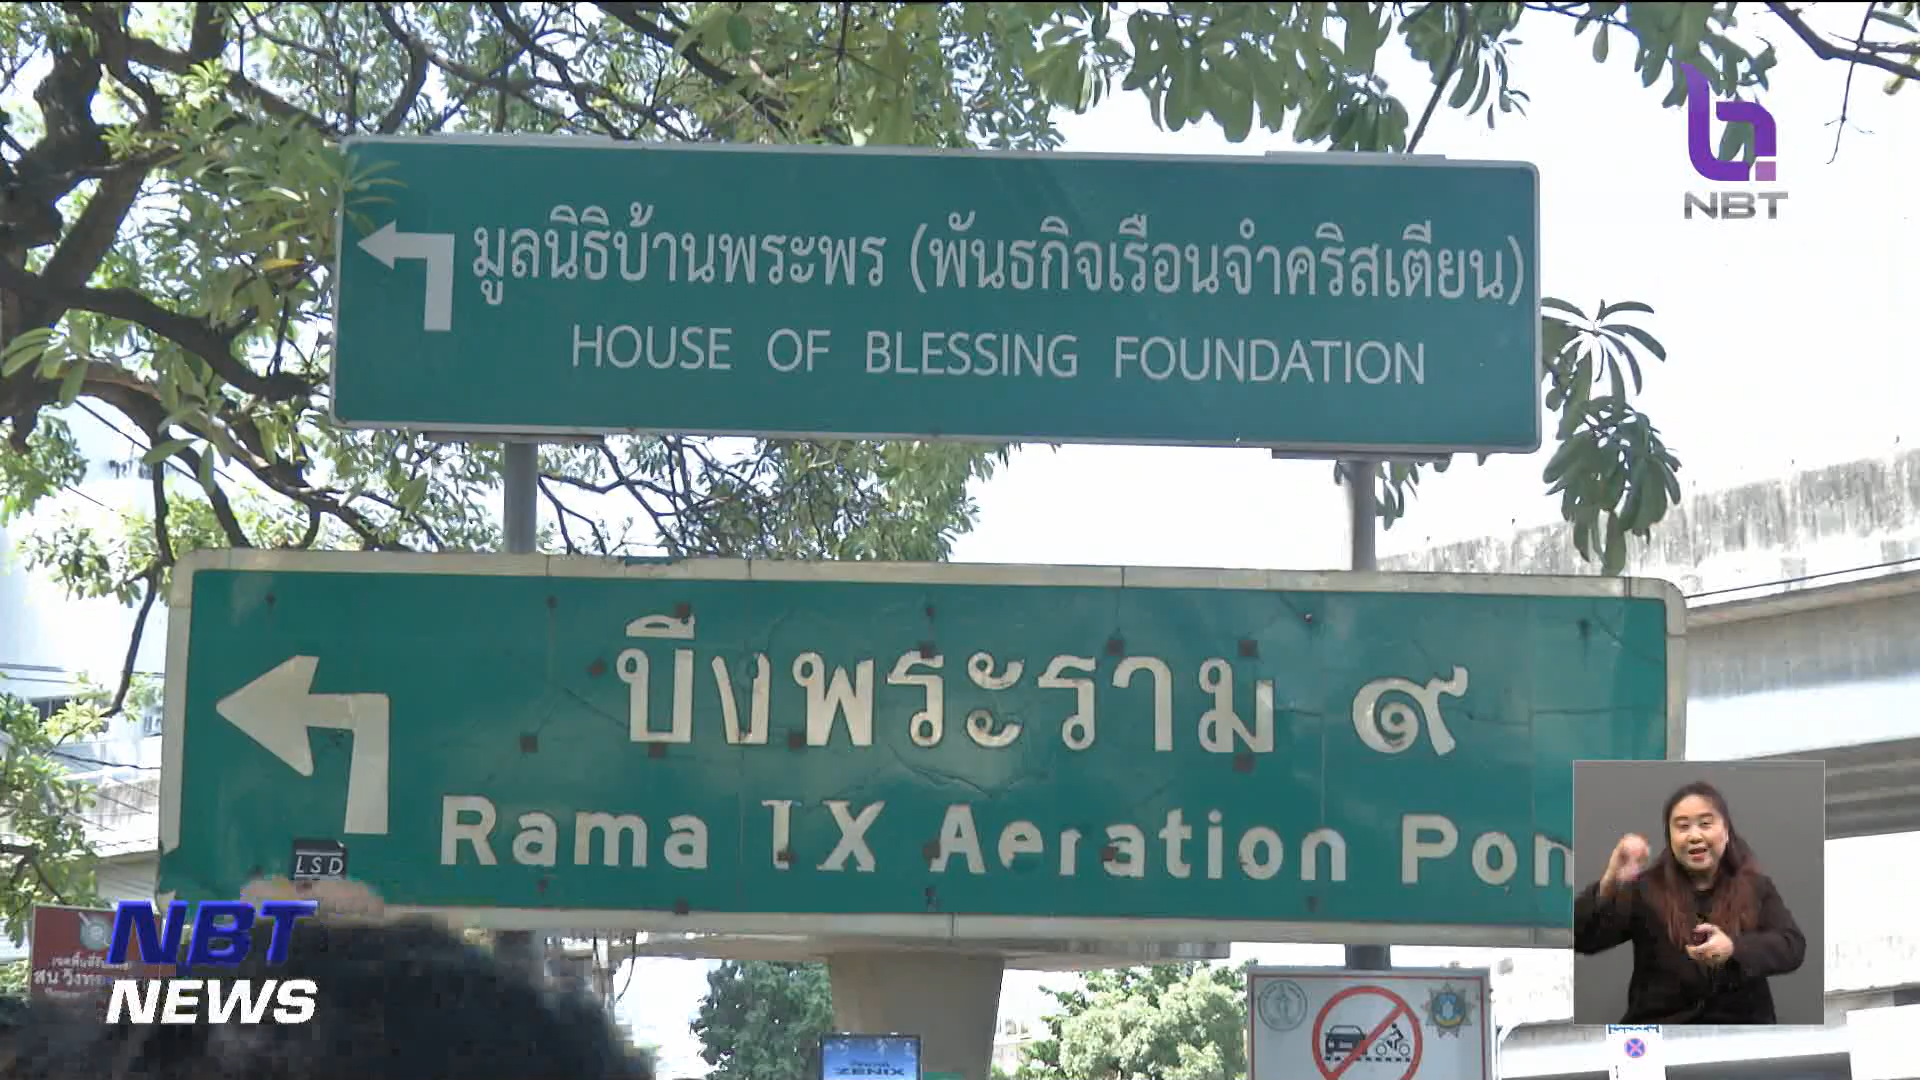 NBT
มูลนิธิบ้านพระพร (พันธกิจเรือนจำคริสเตียน)
HOUSE OF BLESSING FOUNDATION
บึงพระราม ๙
Rama IX Aeration Pon
LSD
NBT
NEWS
ZENIX